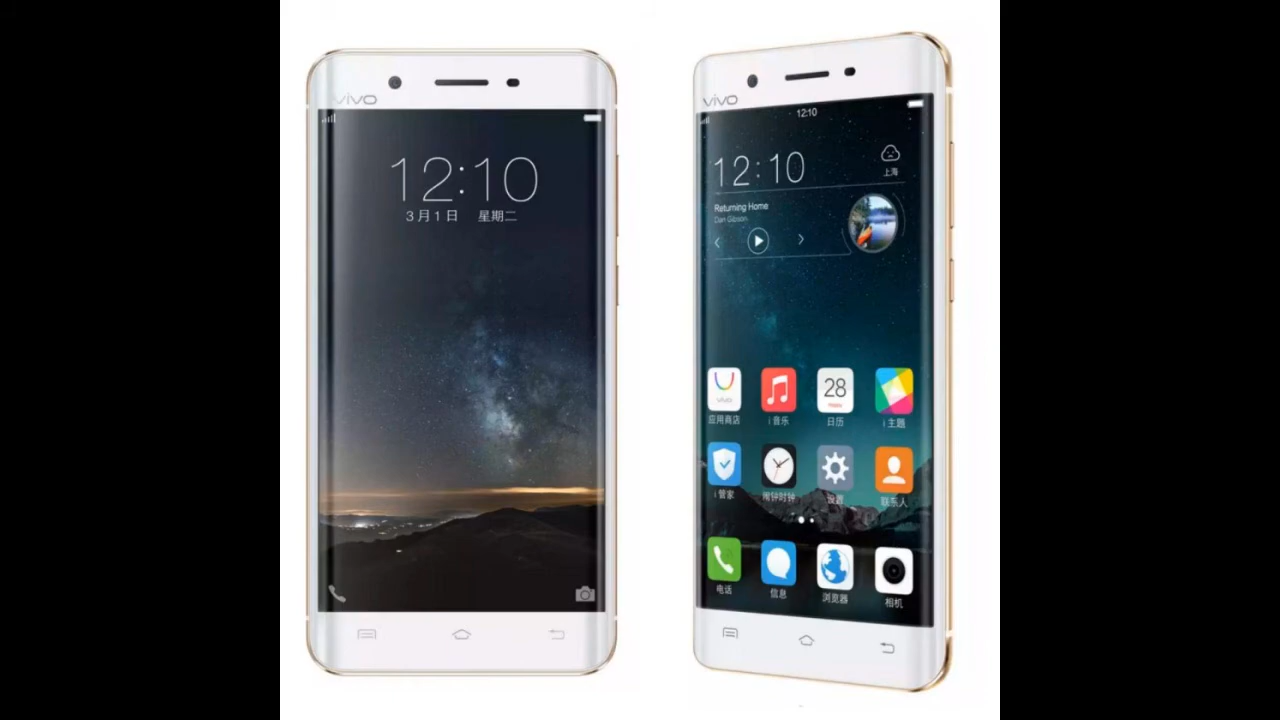 vivo
12:10
3月1日 星期二
vivo
12:10
12:10
上海
Returning Home
Dan Gibson
vivo
28
应用商店 i音乐 日历 i主题
i管家 闹钟时钟 设置 联系人
电话 信息 浏览器 相机